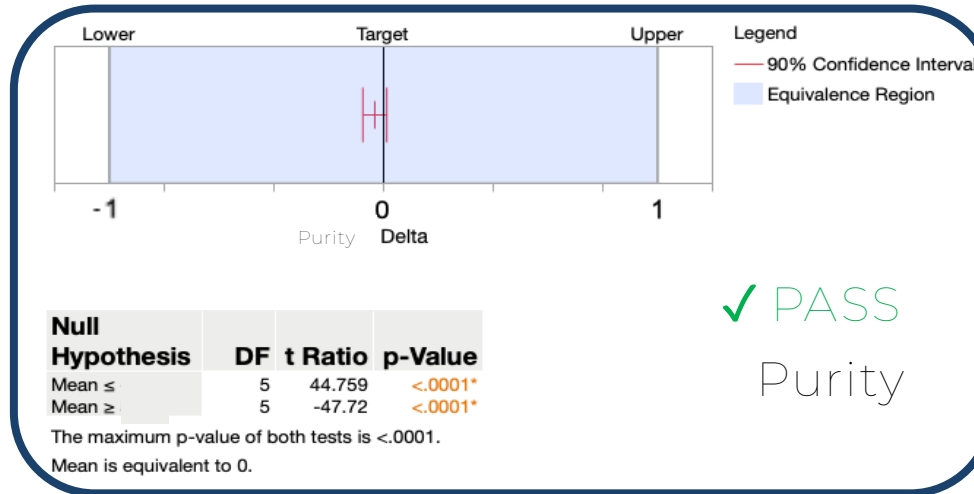 Lower Target Upper
Legend
90% Confidence Interval
Equivalence Region
-1 0 1
Purity Delta
✓ PASS
Purity
Null
Hypothesis DF t Ratio p-Value
Mean ≤ 5 44.759 <.0001*
Mean ≥ 5 -47.72 <.0001*
The maximum p-value of both tests is <.0001.
Mean is equivalent to 0.